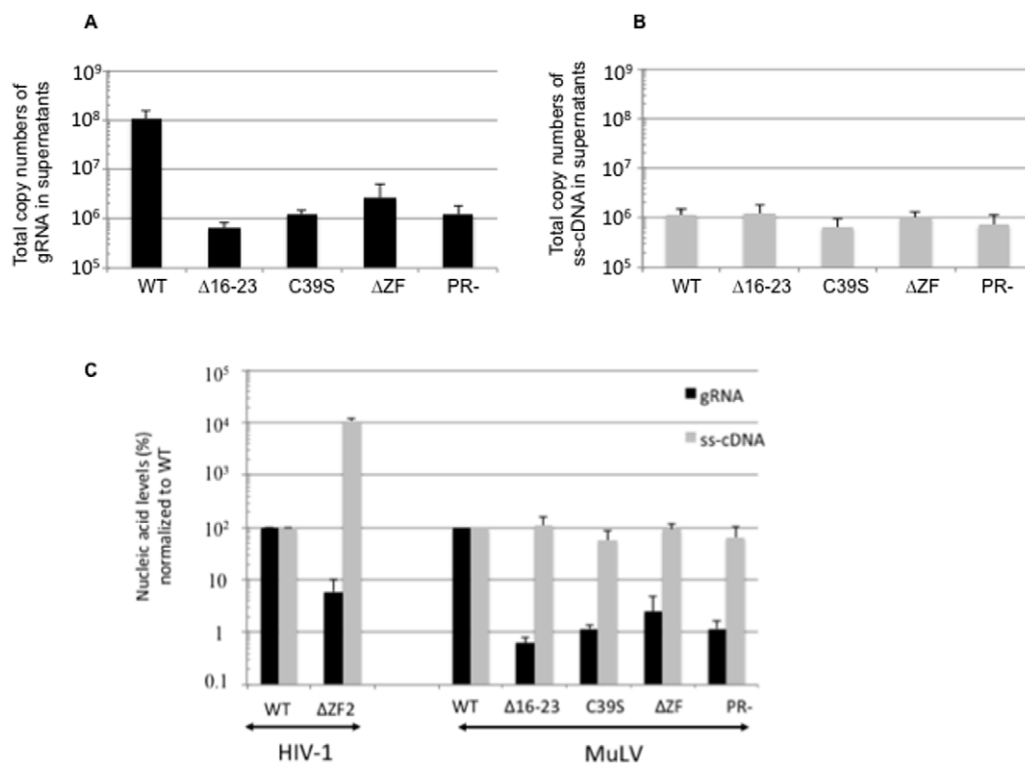 A
Total copy numbers of
gRNA in supernatants
10⁹
10⁸
10⁷
10⁶
10⁵
WT Δ16-23 C39S ΔZF PR-
B
Total copy numbers of
ss-cDNA in supernatants
10⁹
10⁸
10⁷
10⁶
10⁵
WT Δ16-23 C39S ΔZF PR-
C
Nucleic acid levels (%)
normalized to WT
10⁵
10⁴
10³
10²
10
1
0.1
gRNA
ss-cDNA
WT ΔZF2 WT Δ16-23 C39S ΔZF PR-
HIV-1 MuLV